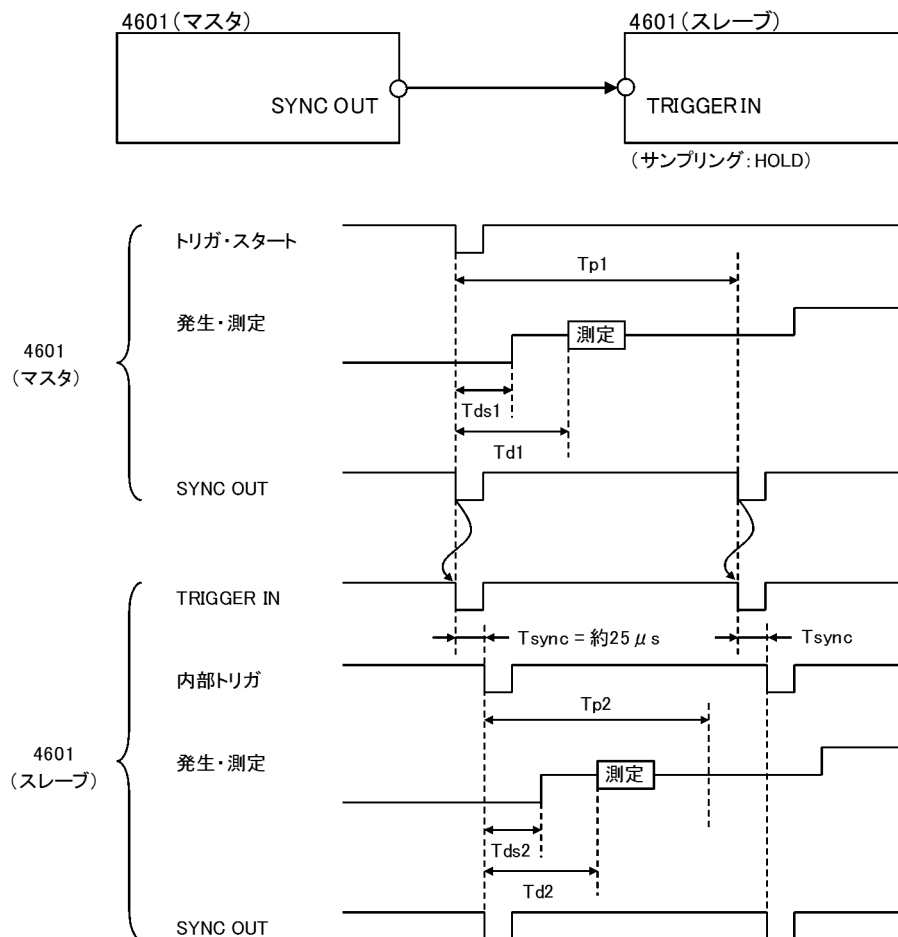 4601(マスタ) 4601(スレーブ)
SYNC OUT TRIGGER IN
(サンプリング:HOLD)
トリガ・スタート
Tp1
発生・測定
測定
4601
(マスタ)
Tds1
Td1
SYNC OUT
TRIGGER IN
Tsync = 約25μs Tsync
内部トリガ
Tp2
4601
(スレーブ)
発生・測定
測定
Tds2
Td2
SYNC OUT